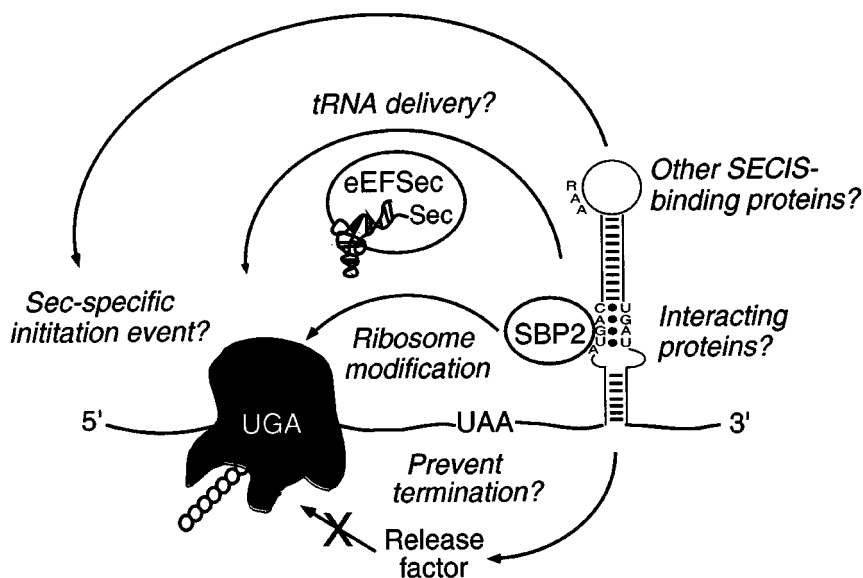 tRNA delivery?
eEFSec
Sec
R
A
A
A
Other SECIS-
binding proteins?
Sec-specific
inititation event?
Ribosome
modification
SBP2
C
A
G
U
A
U
G
A
U
Interacting
proteins?
5'
UGA
UAA
3'
Prevent
termination?
X
Release
factor